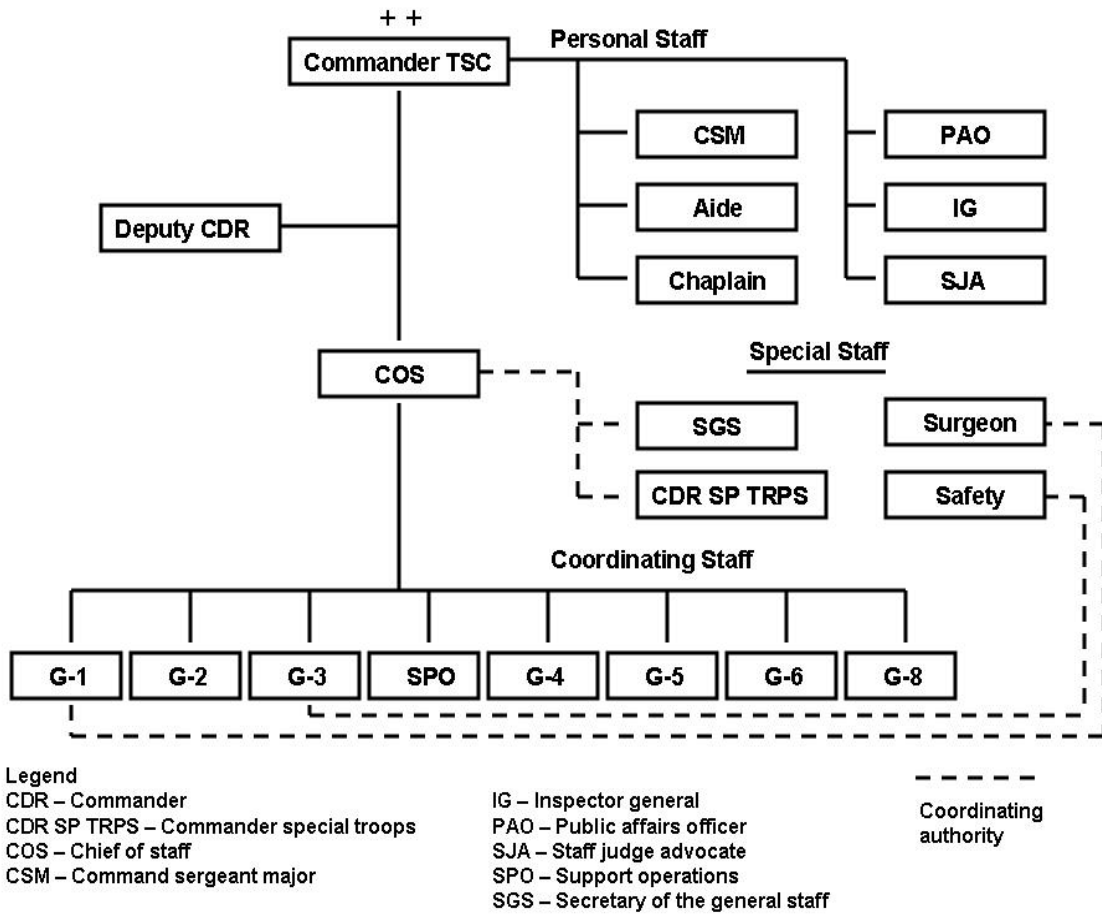 + +
Commander TSC
Personal Staff
CSM
PAO
Aide
IG
Deputy CDR
Chaplain
SJA
COS
Special Staff
SGS
Surgeon
CDR SP TRPS
Safety
Coordinating Staff
G-1
G-2
G-3
SPO
G-4
G-5
G-6
G-8
Legend
CDR – Commander
CDR SP TRPS – Commander special troops
COS – Chief of staff
CSM – Command sergeant major
IG – Inspector general
PAO – Public affairs officer
SJA – Staff judge advocate
SPO – Support operations
SGS – Secretary of the general staff
Coordinating
authority